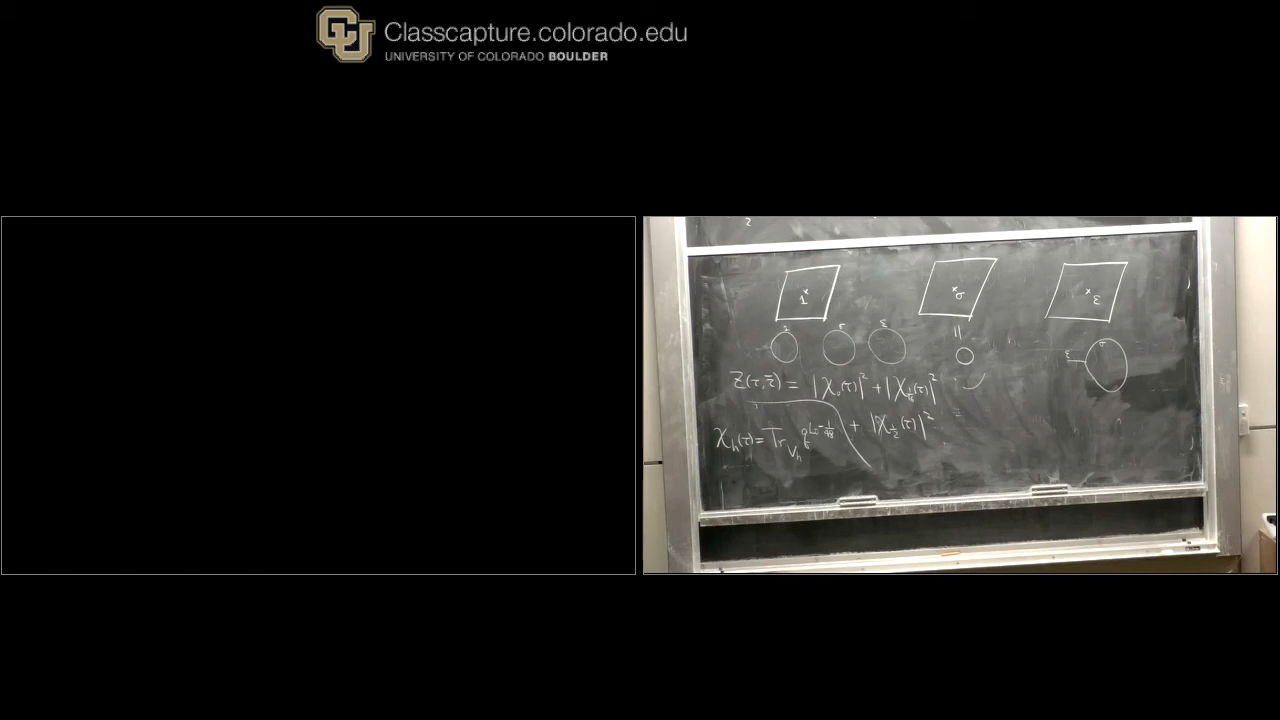 Classcapture.colorado.edu
UNIVERSITY OF COLORADO BOULDER
2
1 σ ε
1 σ ε ||
ε σ
Z(τ, τ̄) = |χ₀(τ)|² + |χ_{1/16}(τ)|²
+ |χ_{1/2}(τ)|² =
χ_h(τ) = Tr_{V_h} q^{L₀ - 1/48}